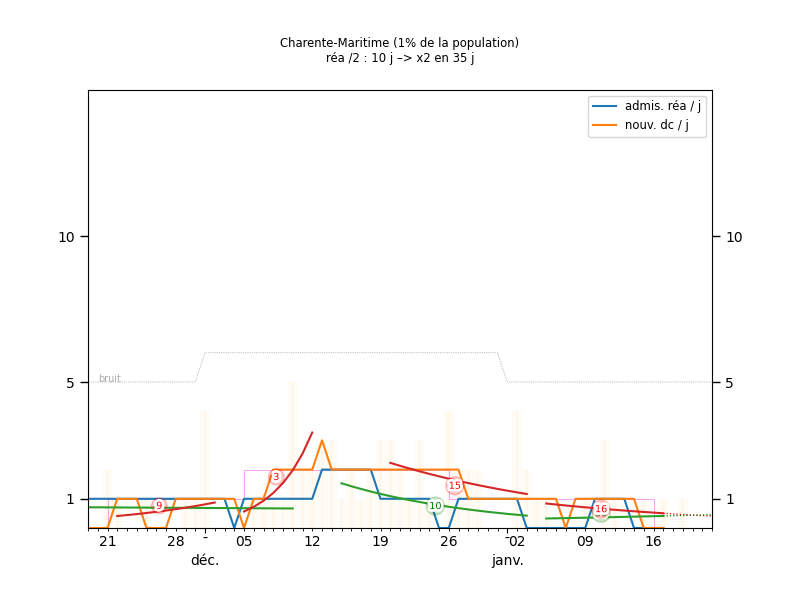 Charente-Maritime (1% de la population)
réa /2 : 10 j –> x2 en 35 j
admis. réa / j
nouv. dc / j
10 10
bruit
5 5
3
15
9
10
16
1 1
21 28 - 05 12 19 26 - 02 09 16
déc. janv.